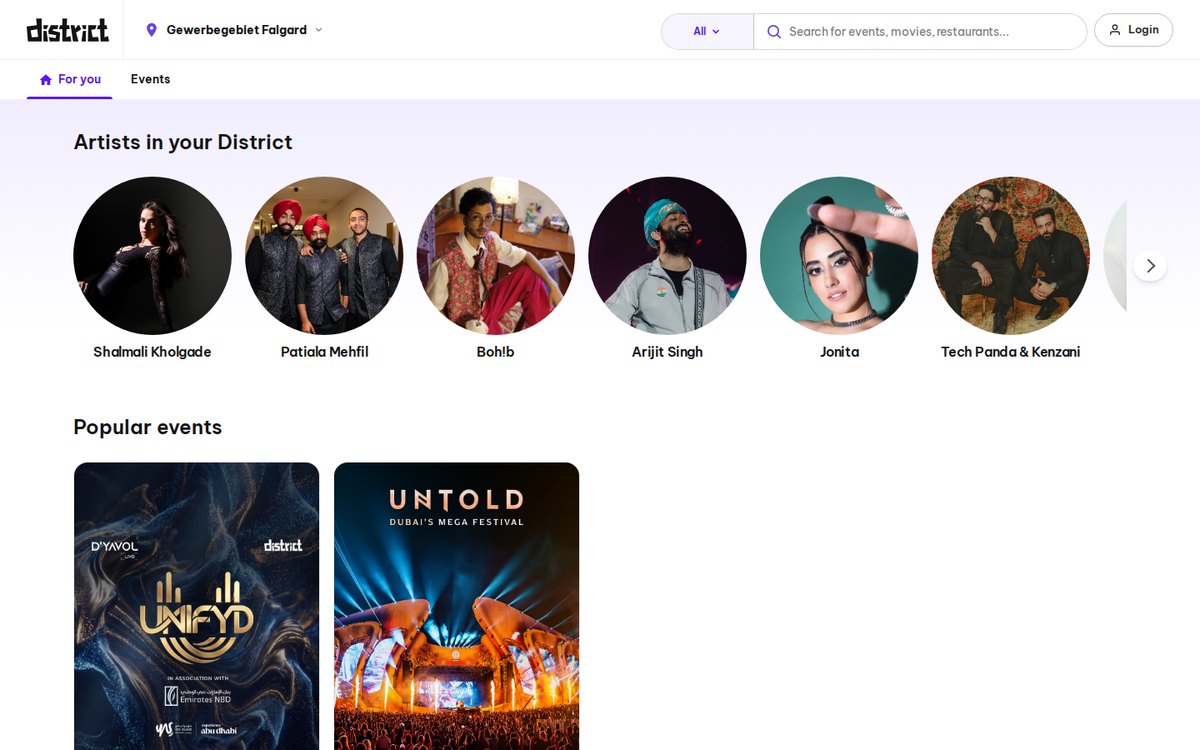 district
Gewerbegebiet Falgard
All
Search for events, movies, restaurants...
Login
For you
Events
Artists in your District
Shalmali Kholgade
Patiala Mehfil
Boh!b
Arijit Singh
Jonita
Tech Panda & Kenzani
Popular events
D'YAVOL
district
UNIFYD
IN ASSOCIATION WITH
Emirates NBD
yas
abu dhabi
UNTOLD
DUBAI'S MEGA FESTIVAL